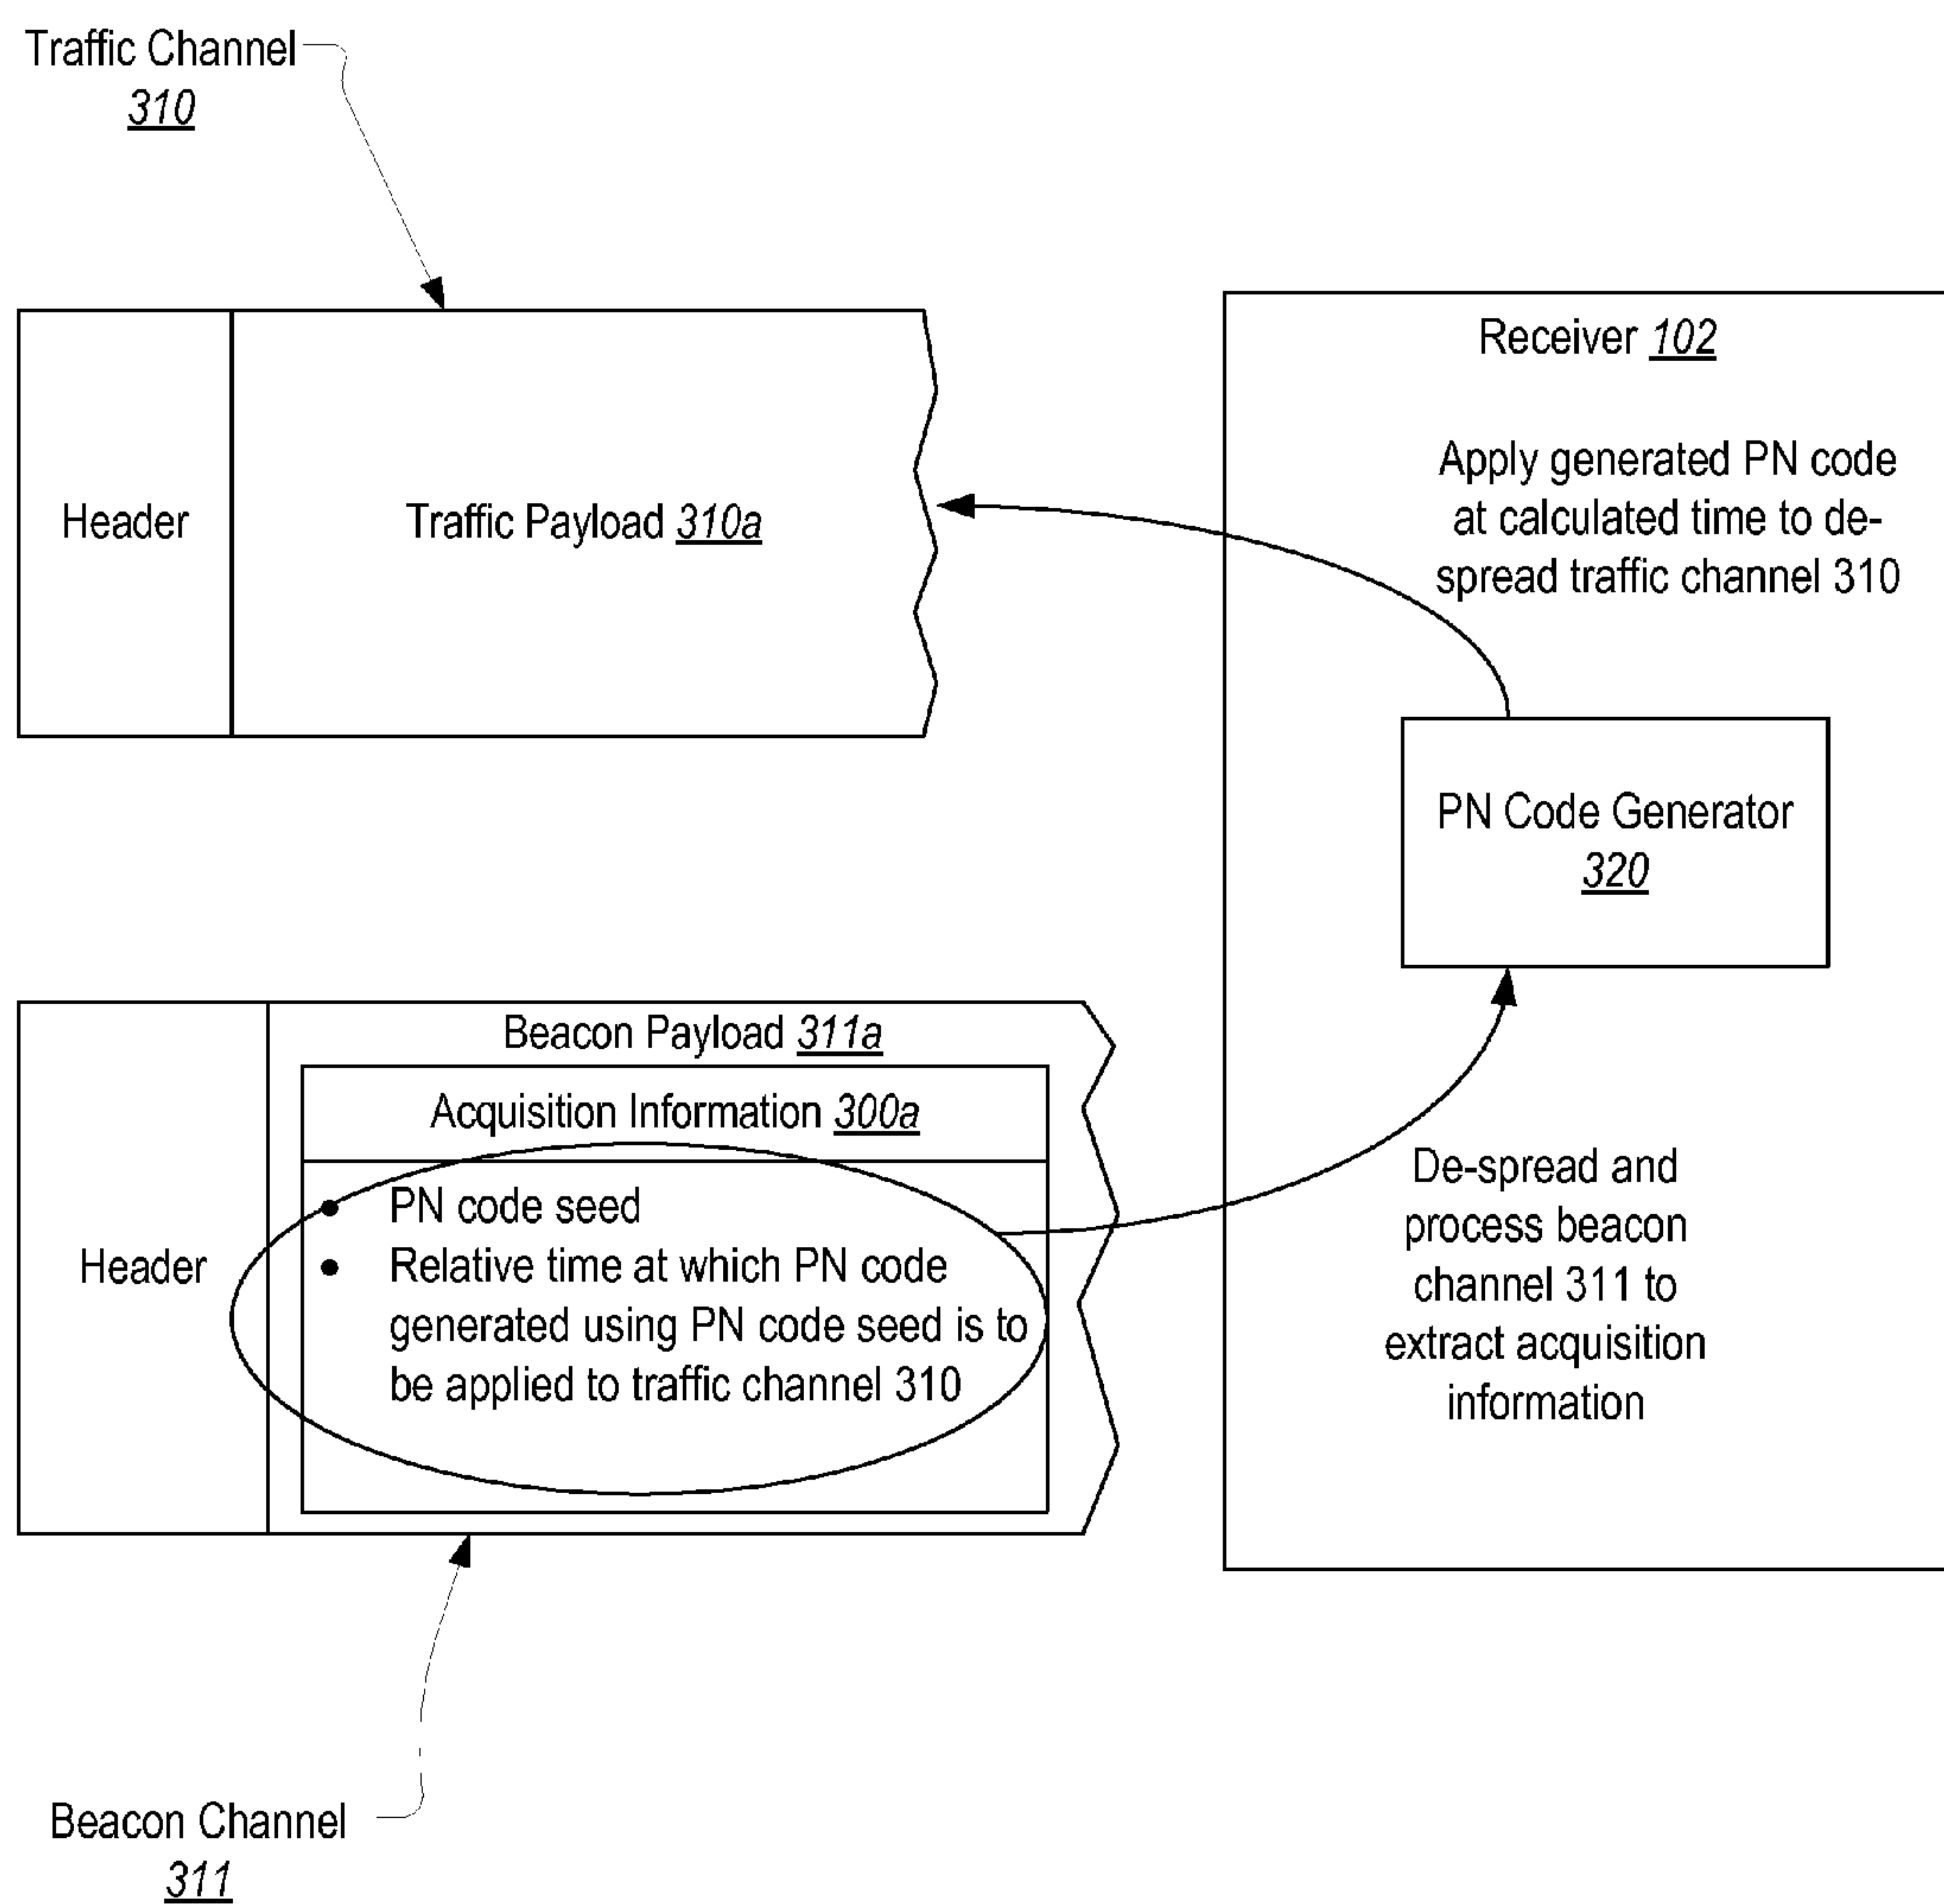 Traffic Channel
310
Header
Traffic Payload 310a
Receiver 102
Apply generated PN code
at calculated time to de-
spread traffic channel 310
PN Code Generator
320
Beacon Payload 311a
Acquisition Information 300a
Header
• PN code seed
• Relative time at which PN code
generated using PN code seed is to
be applied to traffic channel 310
De-spread and
process beacon
channel 311 to
extract acquisition
information
Beacon Channel
311